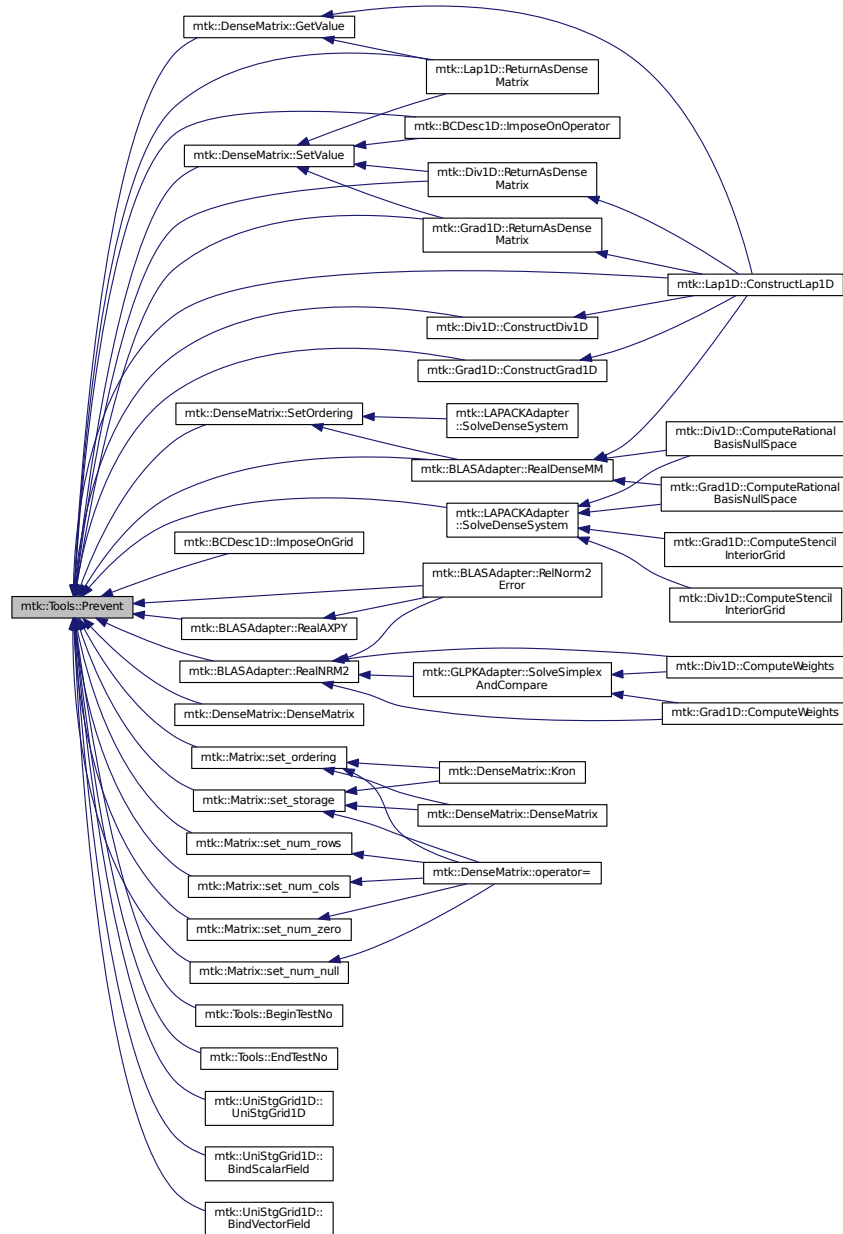 mtk::DenseMatrix::GetValue
mtk::Lap1D::ReturnAsDense
Matrix
mtk::BCDesc1D::ImposeOnOperator
mtk::DenseMatrix::SetValue
mtk::Div1D::ReturnAsDense
Matrix
mtk::Grad1D::ReturnAsDense
Matrix
mtk::Lap1D::ConstructLap1D
mtk::Div1D::ConstructDiv1D
mtk::Grad1D::ConstructGrad1D
mtk::DenseMatrix::SetOrdering
mtk::LAPACKAdapter
::SolveDenseSystem
mtk::Div1D::ComputeRational
BasisNullSpace
mtk::BLASAdapter::RealDenseMM
mtk::Grad1D::ComputeRational
BasisNullSpace
mtk::LAPACKAdapter
::SolveDenseSystem
mtk::BCDesc1D::ImposeOnGrid
mtk::Grad1D::ComputeStencil
InteriorGrid
mtk::BLASAdapter::RelNorm2
Error
mtk::Div1D::ComputeStencil
InteriorGrid
mtk::Tools::Prevent
mtk::BLASAdapter::RealAXPY
mtk::BLASAdapter::RealNRM2
mtk::GLPKAdapter::SolveSimplex
AndCompare
mtk::Div1D::ComputeWeights
mtk::DenseMatrix::DenseMatrix
mtk::Grad1D::ComputeWeights
mtk::Matrix::set_ordering
mtk::DenseMatrix::Kron
mtk::Matrix::set_storage
mtk::DenseMatrix::DenseMatrix
mtk::Matrix::set_num_rows
mtk::DenseMatrix::operator=
mtk::Matrix::set_num_cols
mtk::Matrix::set_num_zero
mtk::Matrix::set_num_null
mtk::Tools::BeginTestNo
mtk::Tools::EndTestNo
mtk::UniStgGrid1D::
UniStgGrid1D
mtk::UniStgGrid1D::
BindScalarField
mtk::UniStgGrid1D::
BindVectorField